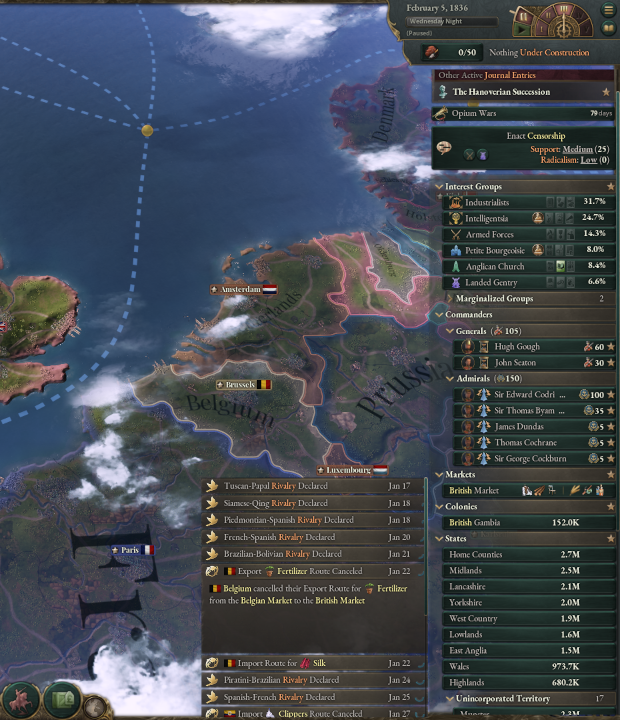 February 5, 1836
Wednesday Night
(Paused)
0/50 Nothing Under Construction
Other Active Journal Entries
The Hanoverian Succession
Opium Wars 79 days
Enact Censorship
Support: Medium (25)
Radicalism: Low (0)
Interest Groups
Industrialists 31.7%
Intelligentsia 24.7%
Armed Forces 14.3%
Petite Bourgeoisie 8.0%
Anglican Church 8.4%
Landed Gentry 6.6%
Marginalized Groups 2
Commanders
Generals (105)
Hugh Gough 60
John Seaton 30
Admirals (150)
Sir Edward Codri ... 100
Sir Thomas Byam ... 35
James Dundas 5
Thomas Cochrane 5
Sir George Cockburn 5
Markets
British Market
Colonies
British Gambia 152.0K
States
Home Counties 2.7M
Midlands 2.5M
Lancashire 2.1M
Yorkshire 2.0M
West Country 1.9M
Lowlands 1.6M
East Anglia 1.5M
Wales 973.7K
Highlands 680.2K
Unincorporated Territory 17
Munster 2.3M
Denmark
Amsterdam
Brussels
Belgium
Prussia
Luxembourg
Paris
Tuscan-Papal Rivalry Declared Jan 17
Siamese-Qing Rivalry Declared Jan 18
Piedmontian-Spanish Rivalry Declared Jan 18
French-Spanish Rivalry Declared Jan 20
Brazilian-Bolivian Rivalry Declared Jan 21
Export Fertilizer Route Canceled Jan 22
Belgium cancelled their Export Route for Fertilizer
from the Belgian Market to the British Market
Import Route for Silk Jan 22
Piratini-Brazilian Rivalry Declared Jan 24
Spanish-French Rivalry Declared Jan 25
Import Clippers Route Canceled Jan 27